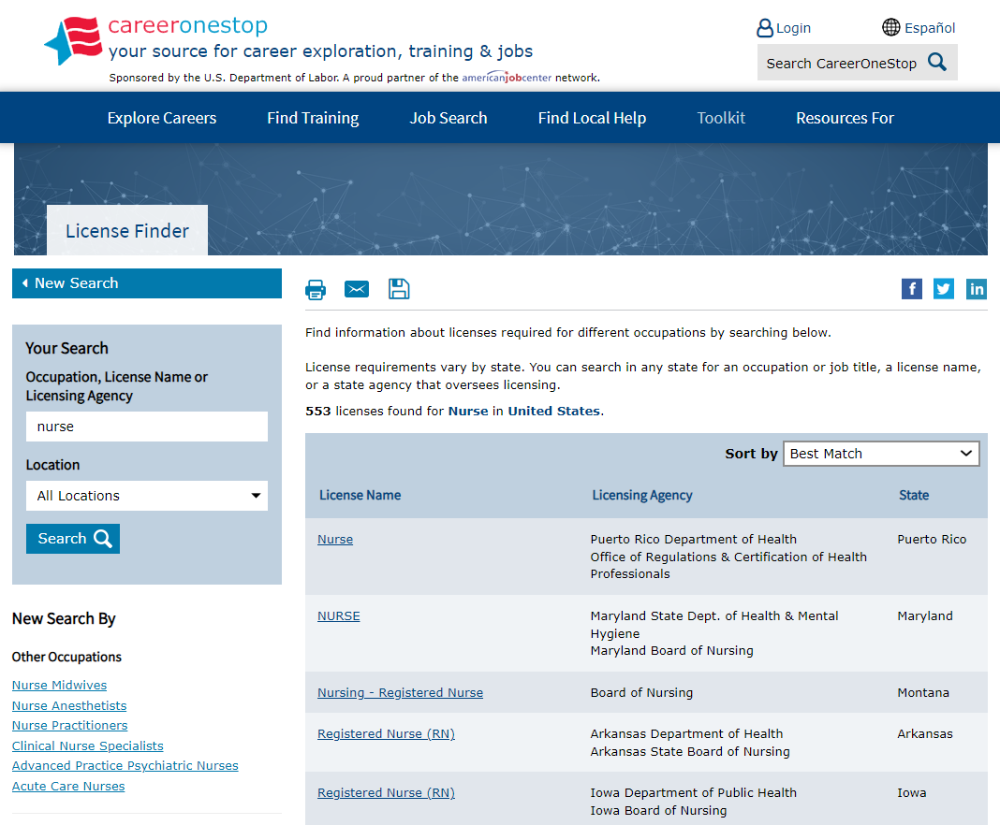 careeronestop
your source for career exploration, training & jobs
Sponsored by the U.S. Department of Labor. A proud partner of the americanjobcenter network.
Login
Español
Search CareerOneStop
Explore Careers
Find Training
Job Search
Find Local Help
Toolkit
Resources For
License Finder
New Search
f
in
Your Search
Occupation, License Name or
Licensing Agency
nurse
Location
All Locations
Search
New Search By
Other Occupations
Nurse Midwives
Nurse Anesthetists
Nurse Practitioners
Clinical Nurse Specialists
Advanced Practice Psychiatric Nurses
Acute Care Nurses
Find information about licenses required for different occupations by searching below.
License requirements vary by state. You can search in any state for an occupation or job title, a license name,
or a state agency that oversees licensing.
553 licenses found for Nurse in United States.
Sort by Best Match
License Name Licensing Agency State
Nurse Puerto Rico Department of Health Puerto Rico
Office of Regulations & Certification of Health
Professionals
NURSE Maryland State Dept. of Health & Mental Maryland
Hygiene
Maryland Board of Nursing
Nursing - Registered Nurse Board of Nursing Montana
Registered Nurse (RN) Arkansas Department of Health Arkansas
Arkansas State Board of Nursing
Registered Nurse (RN) Iowa Department of Public Health Iowa
Iowa Board of Nursing